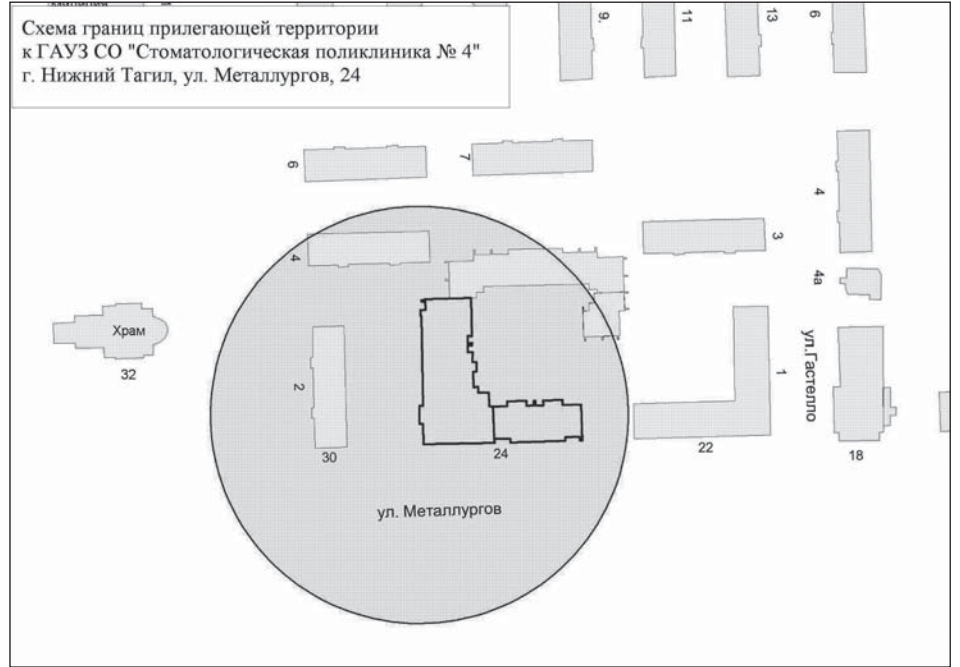 Схема границ прилегающей территории
к ГАУЗ СО "Стоматологическая поликлиника № 4"
г. Нижний Тагил, ул. Металлургов, 24
9.
11
13
6
6
7
4
3
4
4а
Храм
32
2
30
24
1
22
ул.Гастелло
18
ул. Металлургов